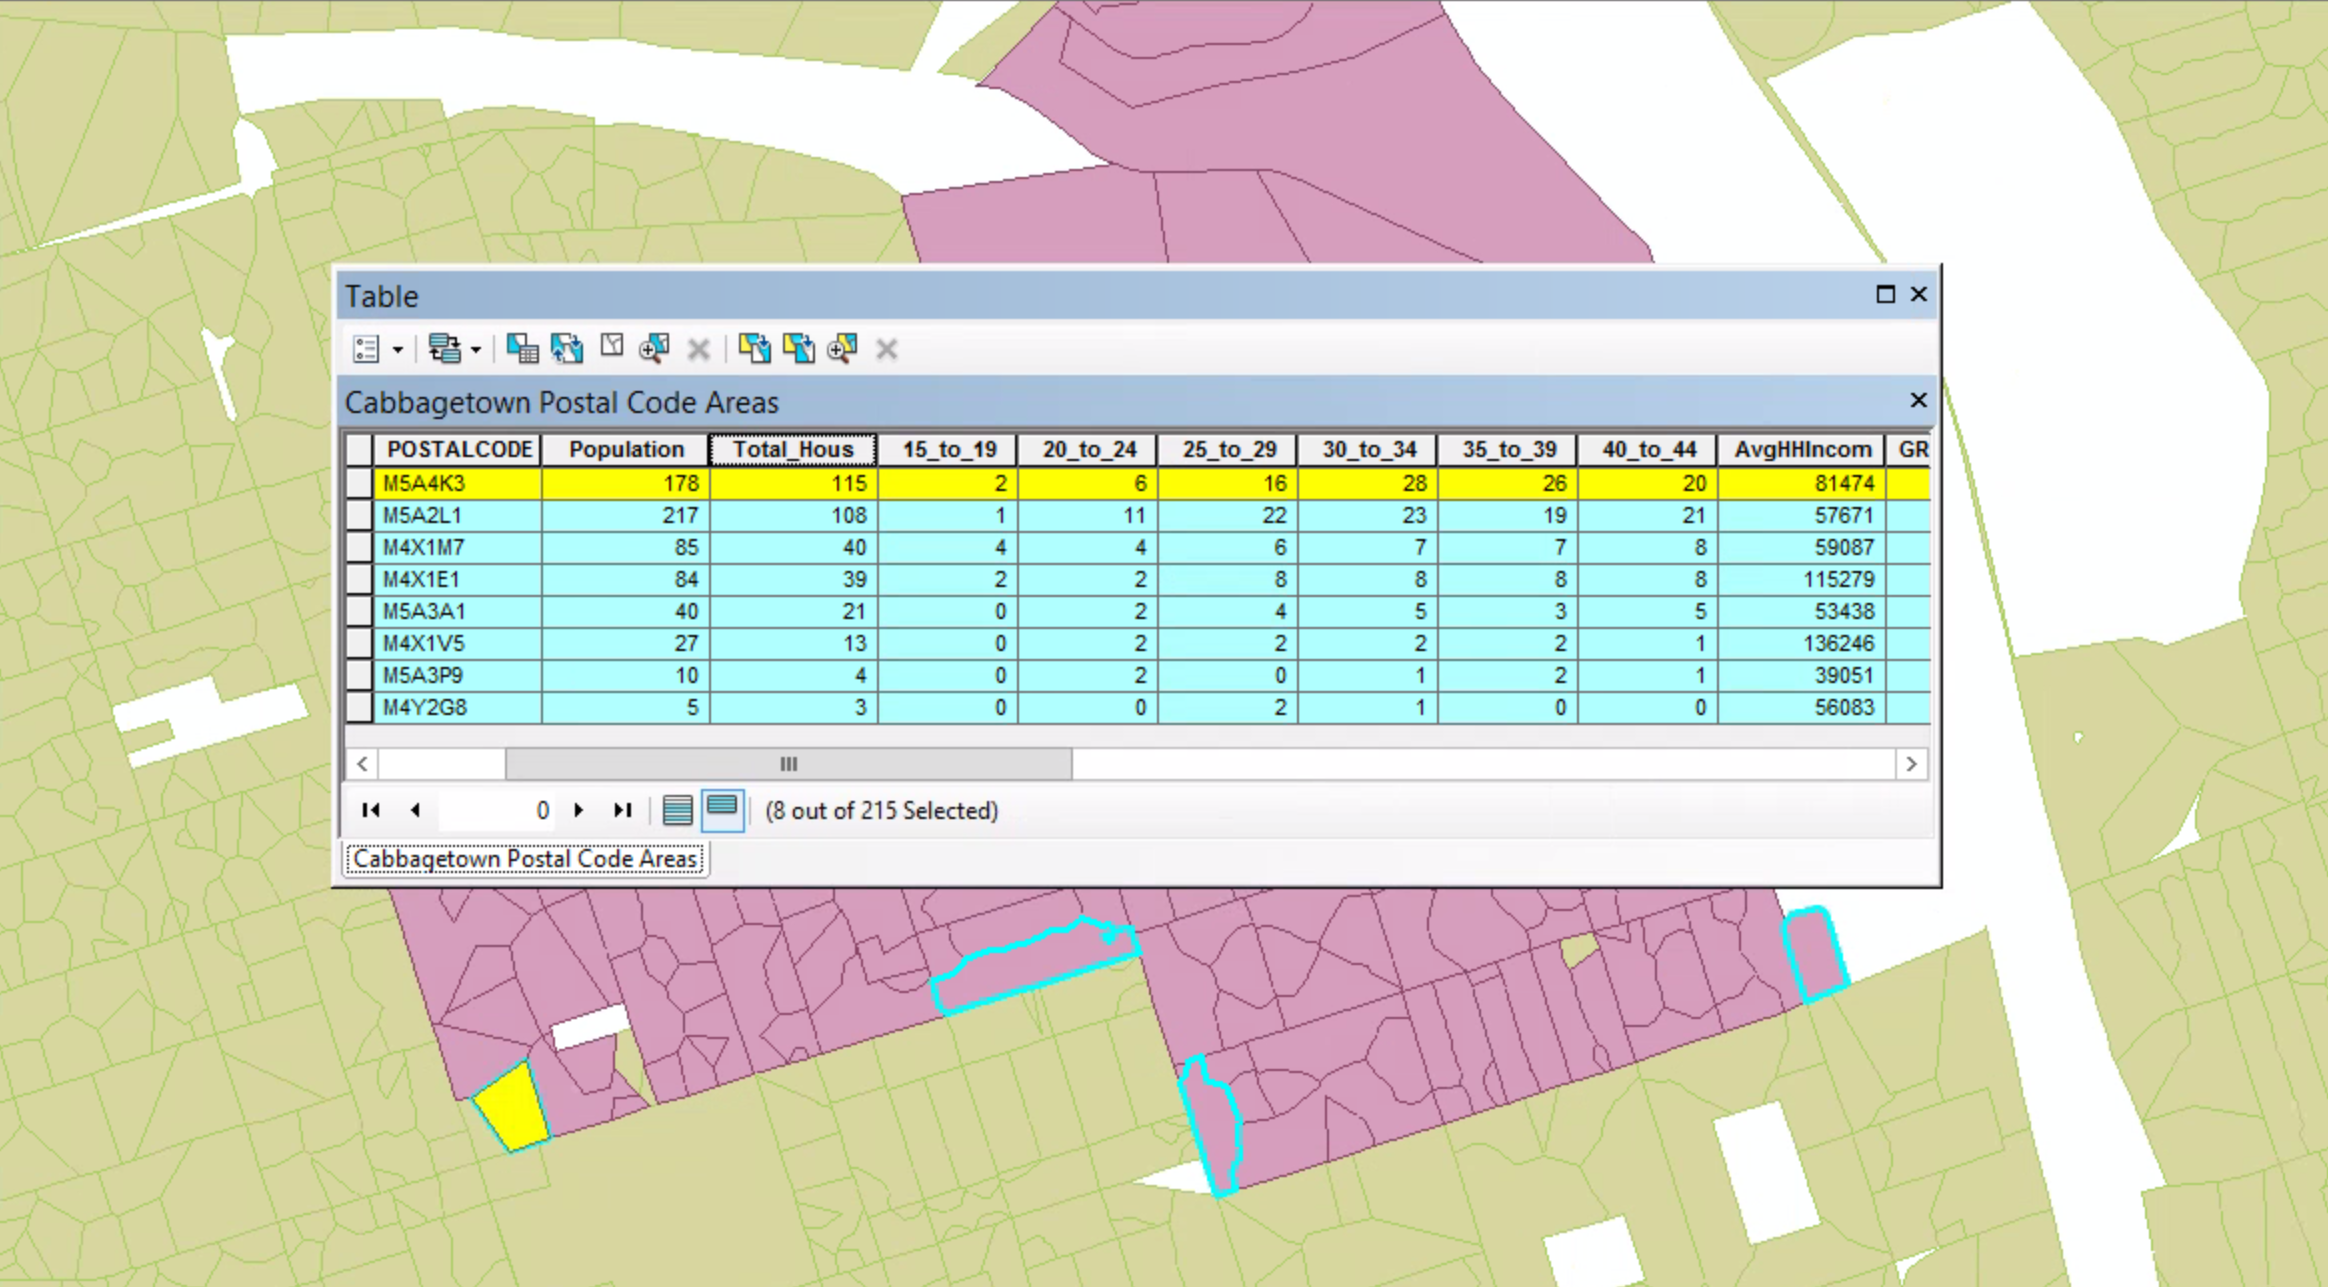 Table
Cabbagetown Postal Code Areas
POSTALCODE Population Total_Hous 15_to_19 20_to_24 25_to_29 30_to_34 35_to_39 40_to_44 AvgHHIncom GR
M5A4K3 178 115 2 6 16 28 26 20 81474
M5A2L1 217 108 1 11 22 23 19 21 57671
M4X1M7 85 40 4 4 6 7 7 8 59087
M4X1E1 84 39 2 2 8 8 8 8 115279
M5A3A1 40 21 0 2 4 5 3 5 53438
M4X1V5 27 13 0 2 2 2 2 1 136246
M5A3P9 10 4 0 2 0 1 2 1 39051
M4Y2G8 5 3 0 0 2 1 0 0 56083
0 (8 out of 215 Selected)
Cabbagetown Postal Code Areas